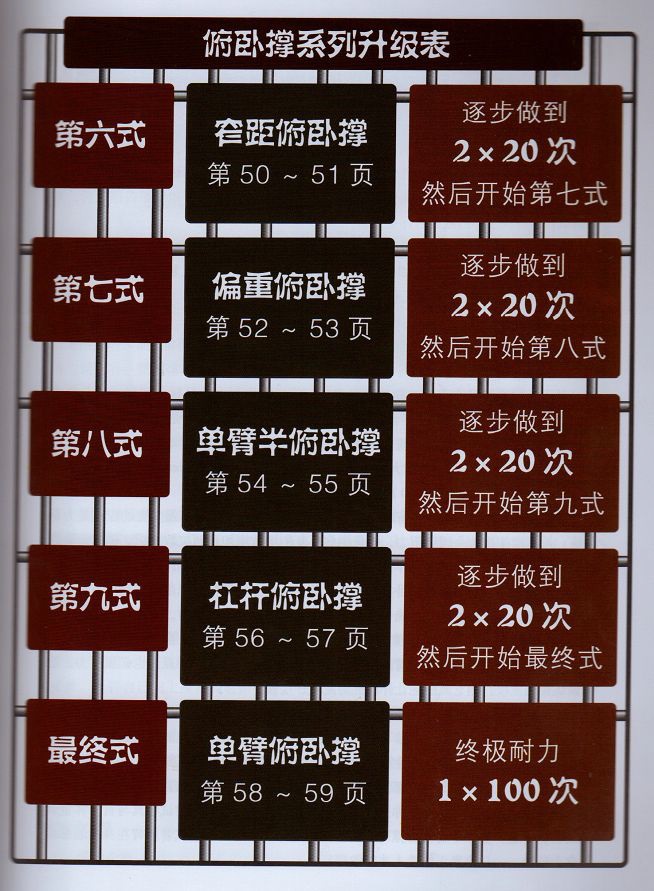 俯卧撑系列升级表
第六式
窄距俯卧撑
第 50 ~ 51 页
逐步做到
2 × 20 次
然后开始第七式
第七式
偏重俯卧撑
第 52 ~ 53 页
逐步做到
2 × 20 次
然后开始第八式
第八式
单臂半俯卧撑
第 54 ~ 55 页
逐步做到
2 × 20 次
然后开始第九式
第九式
杠杆俯卧撑
第 56 ~ 57 页
逐步做到
2 × 20 次
然后开始最终式
最终式
单臂俯卧撑
第 58 ~ 59 页
终极耐力
1 × 100 次